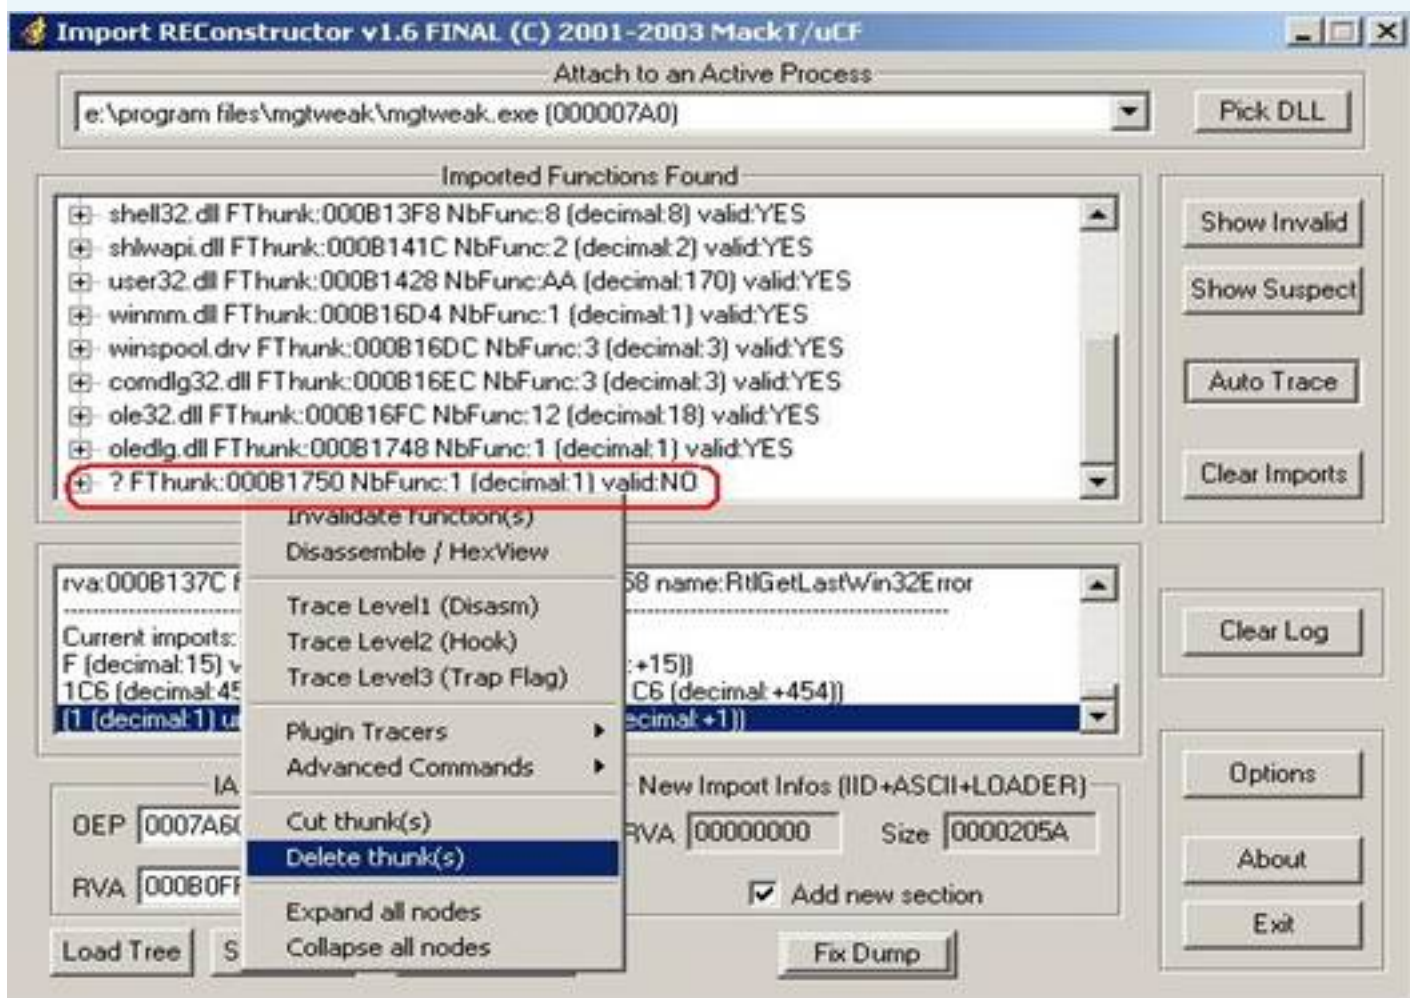 Import REConstructor v1.6 FINAL (C) 2001-2003 MackT/uCF
Attach to an Active Process
e:\program files\mgtweak\mgtweak.exe (000007A0)
Pick DLL
Imported Functions Found
shell32.dll FThunk:000B13F8 NbFunc:8 (decimal:8) valid:YES
shlwapi.dll FThunk:000B141C NbFunc:2 (decimal:2) valid:YES
user32.dll FThunk:000B1428 NbFunc:AA (decimal:170) valid:YES
winmm.dll FThunk:000B16D4 NbFunc:1 (decimal:1) valid:YES
winspool.drv FThunk:000B16DC NbFunc:3 (decimal:3) valid:YES
comdlg32.dll FThunk:000B16EC NbFunc:3 (decimal:3) valid:YES
ole32.dll FThunk:000B16FC NbFunc:12 (decimal:18) valid:YES
oledlg.dll FThunk:000B1748 NbFunc:1 (decimal:1) valid:YES
? FThunk:000B1750 NbFunc:1 (decimal:1) valid:NO
Show Invalid
Show Suspect
Auto Trace
Clear Imports
Invalidate function(s)
Disassemble / HexView
Trace Level1 (Disasm)
Trace Level2 (Hook)
Trace Level3 (Trap Flag)
Plugin Tracers
Advanced Commands
Cut thunk(s)
Delete thunk(s)
Expand all nodes
Collapse all nodes
rva:000B137C f 58 name:RtlGetLastWin32Error
Current imports:
F (decimal:15) v :+15)]
1C6 (decimal:45 C6 (decimal:+454)]
(1 (decimal:1) u ecimal:+1)]
Clear Log
IA
OEP 0007A60
RVA 000B0FF
New Import Infos (IID+ASCII+LOADER)
RVA 00000000 Size 0000205A
Add new section
Options
About
Exit
Load Tree
S
Fix Dump